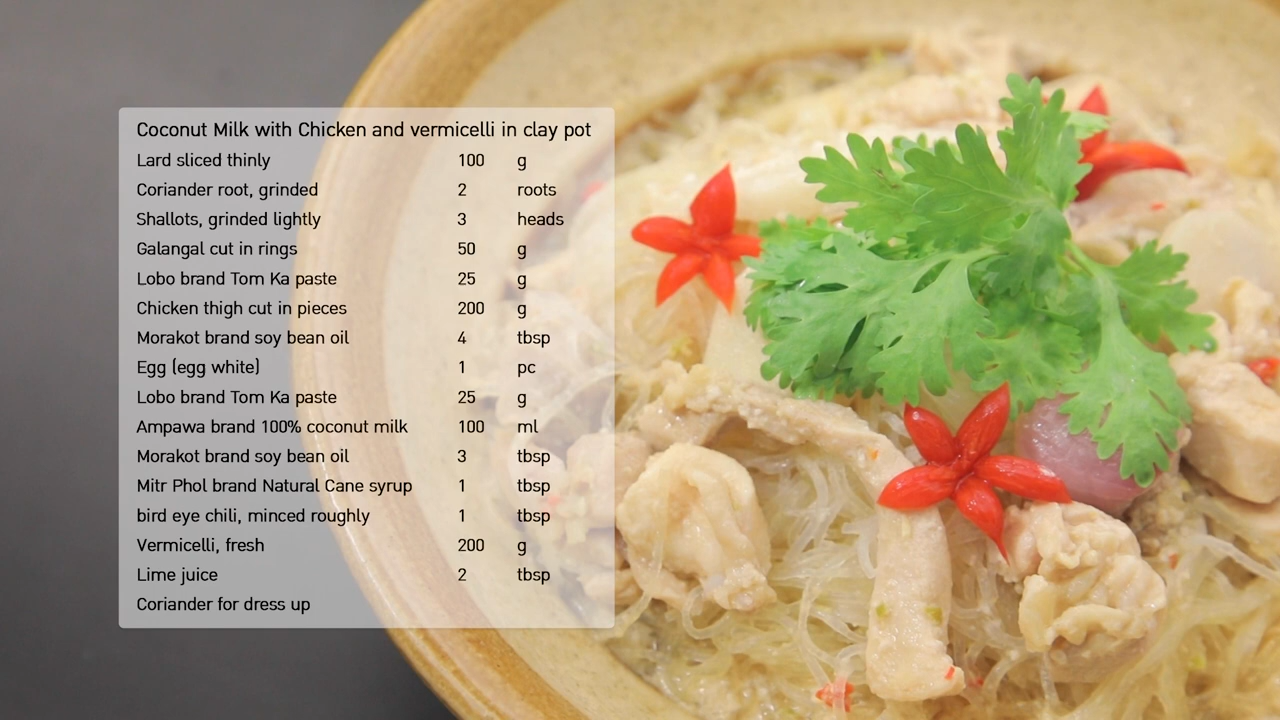 Coconut Milk with Chicken and vermicelli in clay pot
Lard sliced thinly 100 g
Coriander root, grinded 2 roots
Shallots, grinded lightly 3 heads
Galangal cut in rings 50 g
Lobo brand Tom Ka paste 25 g
Chicken thigh cut in pieces 200 g
Morakot brand soy bean oil 4 tbsp
Egg (egg white) 1 pc
Lobo brand Tom Ka paste 25 g
Ampawa brand 100% coconut milk 100 ml
Morakot brand soy bean oil 3 tbsp
Mitr Phol brand Natural Cane syrup 1 tbsp
bird eye chili, minced roughly 1 tbsp
Vermicelli, fresh 200 g
Lime juice 2 tbsp
Coriander for dress up